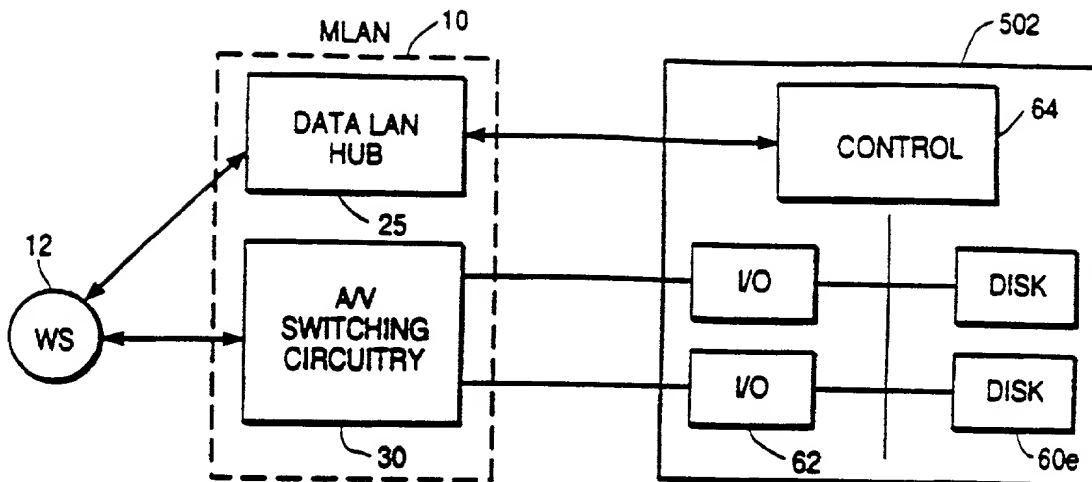 MLAN
10
502
DATA LAN
HUB
25
CONTROL
64
12
WS
A/V
SWITCHING
CIRCUITRY
30
I/O
DISK
I/O
62
DISK
60e